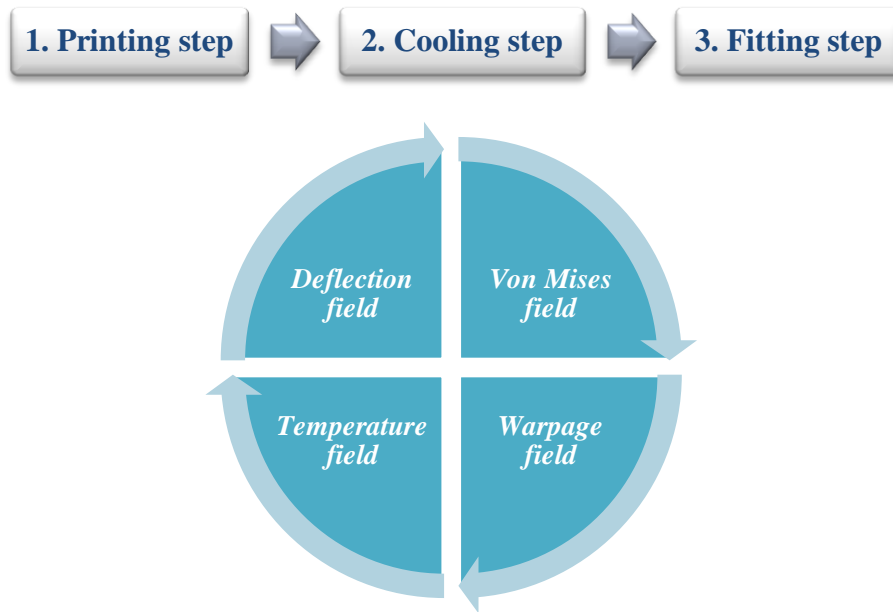 1. Printing step
2. Cooling step
3. Fitting step
Deflection
field
Von Mises
field
Temperature
field
Warpage
field